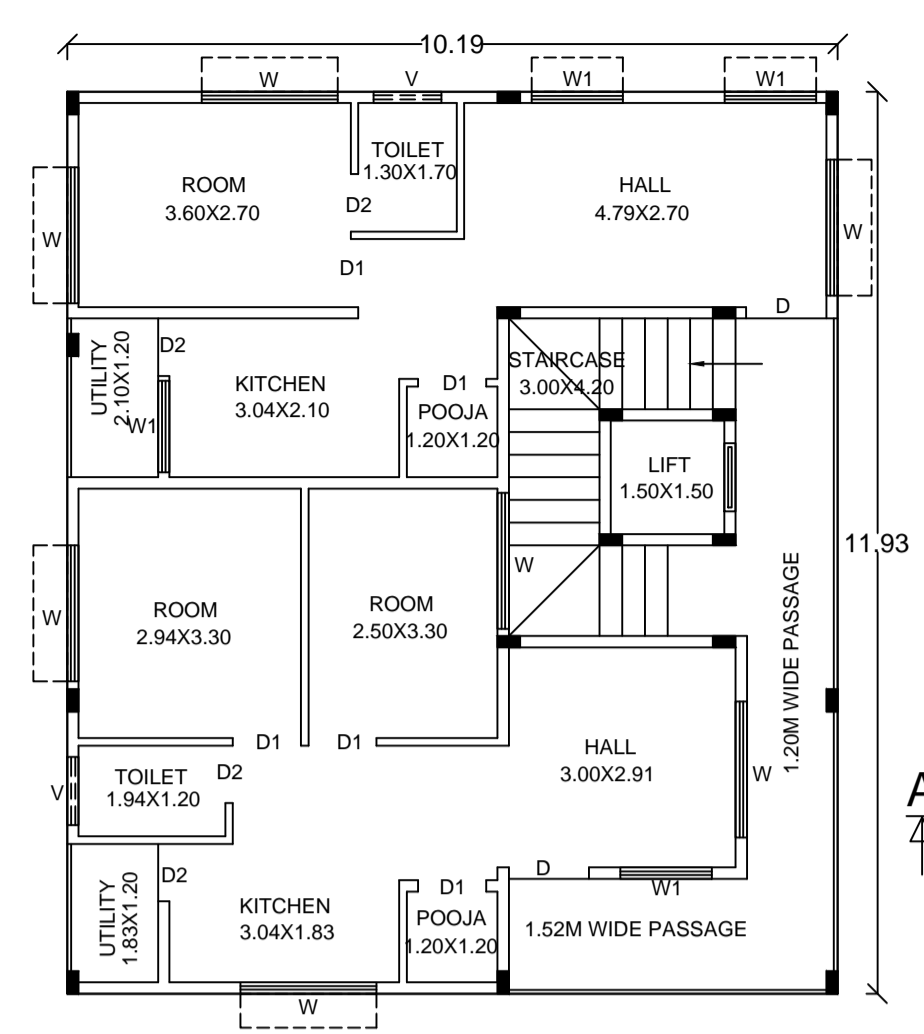 10.19
W
V
W1
W1
TOILET
1.30X1.70
ROOM
3.60X2.70
HALL
4.79X2.70
D2
W
W
D1
D
UTILITY
2.10X1.20
D2
STAIRCASE
3.00X4.20
KITCHEN
3.04X2.10
D1
POOJA
1.20X1.20
W1
LIFT
1.50X1.50
11.93
W
ROOM
2.94X3.30
ROOM
2.50X3.30
W
1.20M WIDE PASSAGE
D1
D1
HALL
3.00X2.91
TOILET
1.94X1.20
D2
V
W
A
D2
D
UTILITY
1.83X1.20
D1
W1
KITCHEN
3.04X1.83
POOJA
1.20X1.20
1.52M WIDE PASSAGE
W